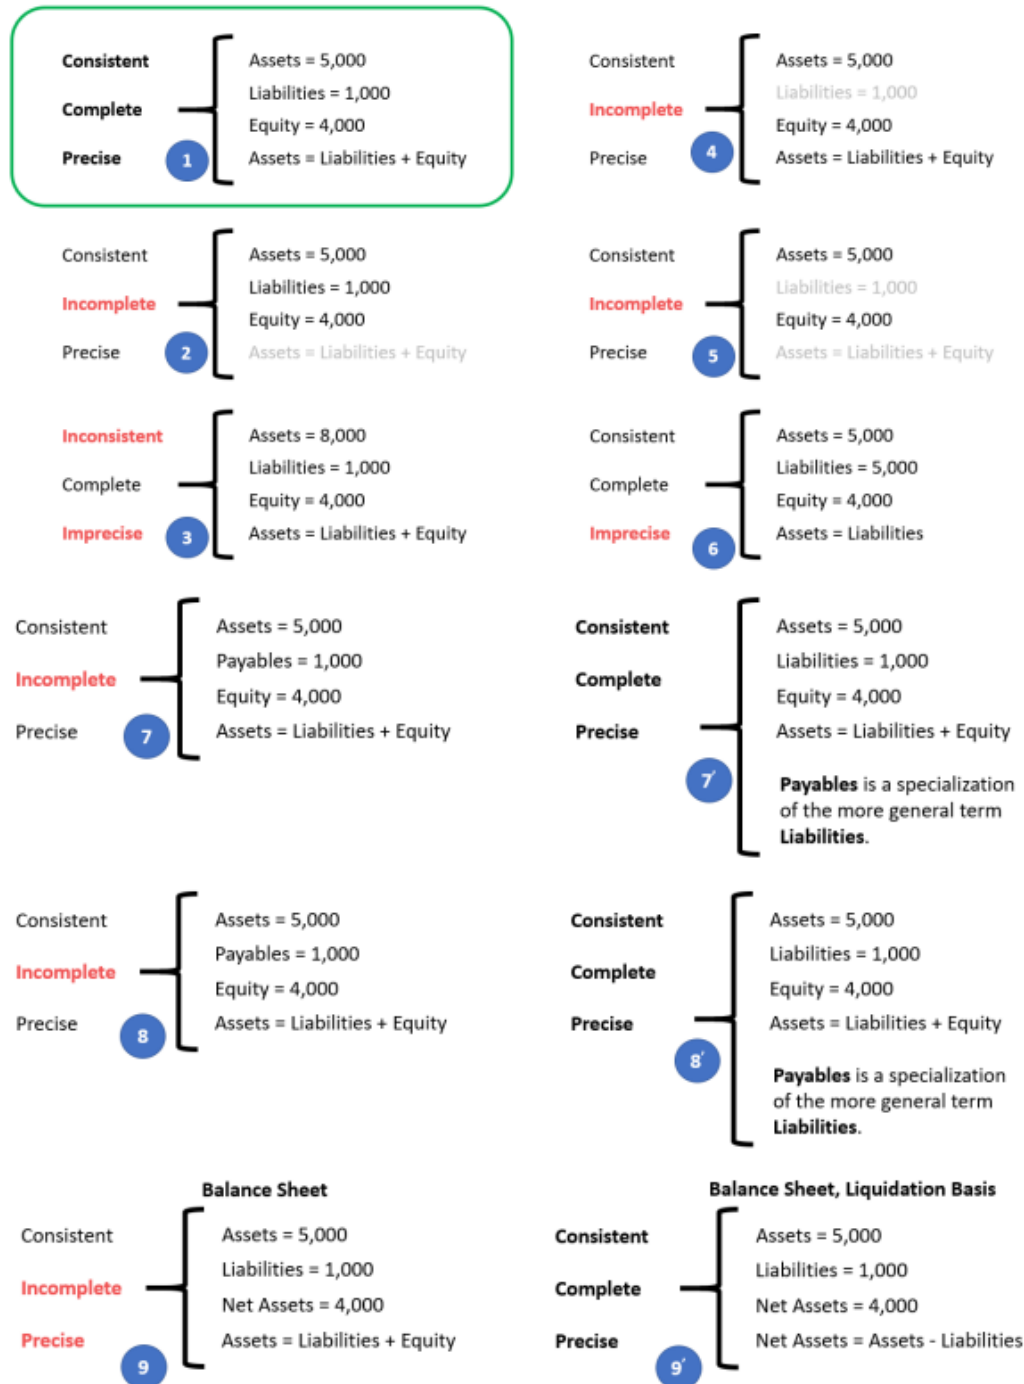 Consistent
Complete
Precise
1
Assets = 5,000
Liabilities = 1,000
Equity = 4,000
Assets = Liabilities + Equity
Consistent
Incomplete
Precise
4
Assets = 5,000
Liabilities = 1,000
Equity = 4,000
Assets = Liabilities + Equity
Consistent
Incomplete
Precise
2
Assets = 5,000
Liabilities = 1,000
Equity = 4,000
Assets = Liabilities + Equity
Consistent
Incomplete
Precise
5
Assets = 5,000
Liabilities = 1,000
Equity = 4,000
Assets = Liabilities + Equity
Inconsistent
Complete
Imprecise
3
Assets = 8,000
Liabilities = 1,000
Equity = 4,000
Assets = Liabilities + Equity
Consistent
Complete
Imprecise
6
Assets = 5,000
Liabilities = 5,000
Equity = 4,000
Assets = Liabilities
Consistent
Incomplete
Precise
7
Assets = 5,000
Payables = 1,000
Equity = 4,000
Assets = Liabilities + Equity
Consistent
Complete
Precise
7′
Assets = 5,000
Liabilities = 1,000
Equity = 4,000
Assets = Liabilities + Equity
Payables is a specialization
of the more general term
Liabilities.
Consistent
Incomplete
Precise
8
Assets = 5,000
Payables = 1,000
Equity = 4,000
Assets = Liabilities + Equity
Consistent
Complete
Precise
8′
Assets = 5,000
Liabilities = 1,000
Equity = 4,000
Assets = Liabilities + Equity
Payables is a specialization
of the more general term
Liabilities.
Balance Sheet
Consistent
Incomplete
Precise
9
Assets = 5,000
Liabilities = 1,000
Net Assets = 4,000
Assets = Liabilities + Equity
Balance Sheet, Liquidation Basis
Consistent
Complete
Precise
9′
Assets = 5,000
Liabilities = 1,000
Net Assets = 4,000
Net Assets = Assets - Liabilities